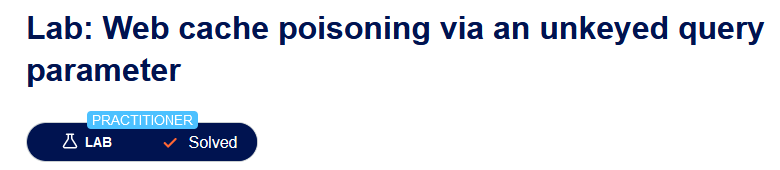 Lab: Web cache poisoning via an unkeyed query
parameter
PRACTITIONER
LAB Solved